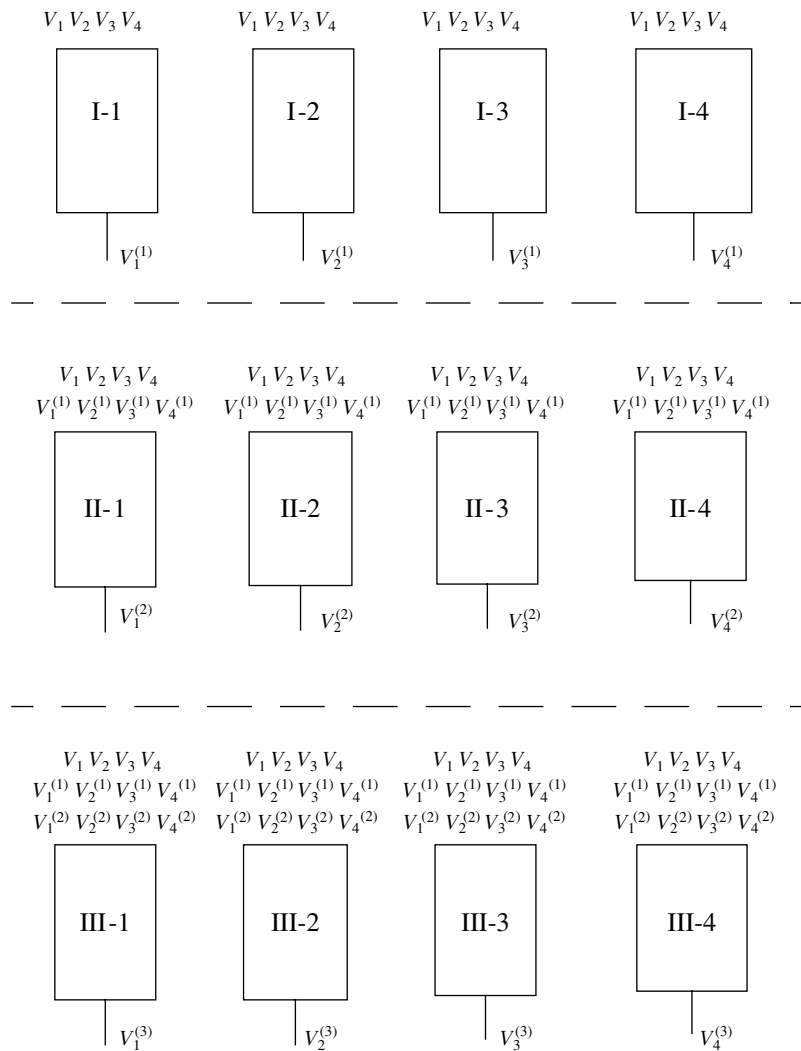 V₁ V₂ V₃ V₄ V₁ V₂ V₃ V₄ V₁ V₂ V₃ V₄ V₁ V₂ V₃ V₄
I-1 I-2 I-3 I-4
V₁⁽¹⁾ V₂⁽¹⁾ V₃⁽¹⁾ V₄⁽¹⁾
V₁ V₂ V₃ V₄ V₁ V₂ V₃ V₄ V₁ V₂ V₃ V₄ V₁ V₂ V₃ V₄
V₁⁽¹⁾ V₂⁽¹⁾ V₃⁽¹⁾ V₄⁽¹⁾ V₁⁽¹⁾ V₂⁽¹⁾ V₃⁽¹⁾ V₄⁽¹⁾ V₁⁽¹⁾ V₂⁽¹⁾ V₃⁽¹⁾ V₄⁽¹⁾ V₁⁽¹⁾ V₂⁽¹⁾ V₃⁽¹⁾ V₄⁽¹⁾
II-1 II-2 II-3 II-4
V₁⁽²⁾ V₂⁽²⁾ V₃⁽²⁾ V₄⁽²⁾
V₁ V₂ V₃ V₄ V₁ V₂ V₃ V₄ V₁ V₂ V₃ V₄ V₁ V₂ V₃ V₄
V₁⁽¹⁾ V₂⁽¹⁾ V₃⁽¹⁾ V₄⁽¹⁾ V₁⁽¹⁾ V₂⁽¹⁾ V₃⁽¹⁾ V₄⁽¹⁾ V₁⁽¹⁾ V₂⁽¹⁾ V₃⁽¹⁾ V₄⁽¹⁾ V₁⁽¹⁾ V₂⁽¹⁾ V₃⁽¹⁾ V₄⁽¹⁾
V₁⁽²⁾ V₂⁽²⁾ V₃⁽²⁾ V₄⁽²⁾ V₁⁽²⁾ V₂⁽²⁾ V₃⁽²⁾ V₄⁽²⁾ V₁⁽²⁾ V₂⁽²⁾ V₃⁽²⁾ V₄⁽²⁾ V₁⁽²⁾ V₂⁽²⁾ V₃⁽²⁾ V₄⁽²⁾
III-1 III-2 III-3 III-4
V₁⁽³⁾ V₂⁽³⁾ V₃⁽³⁾ V₄⁽³⁾